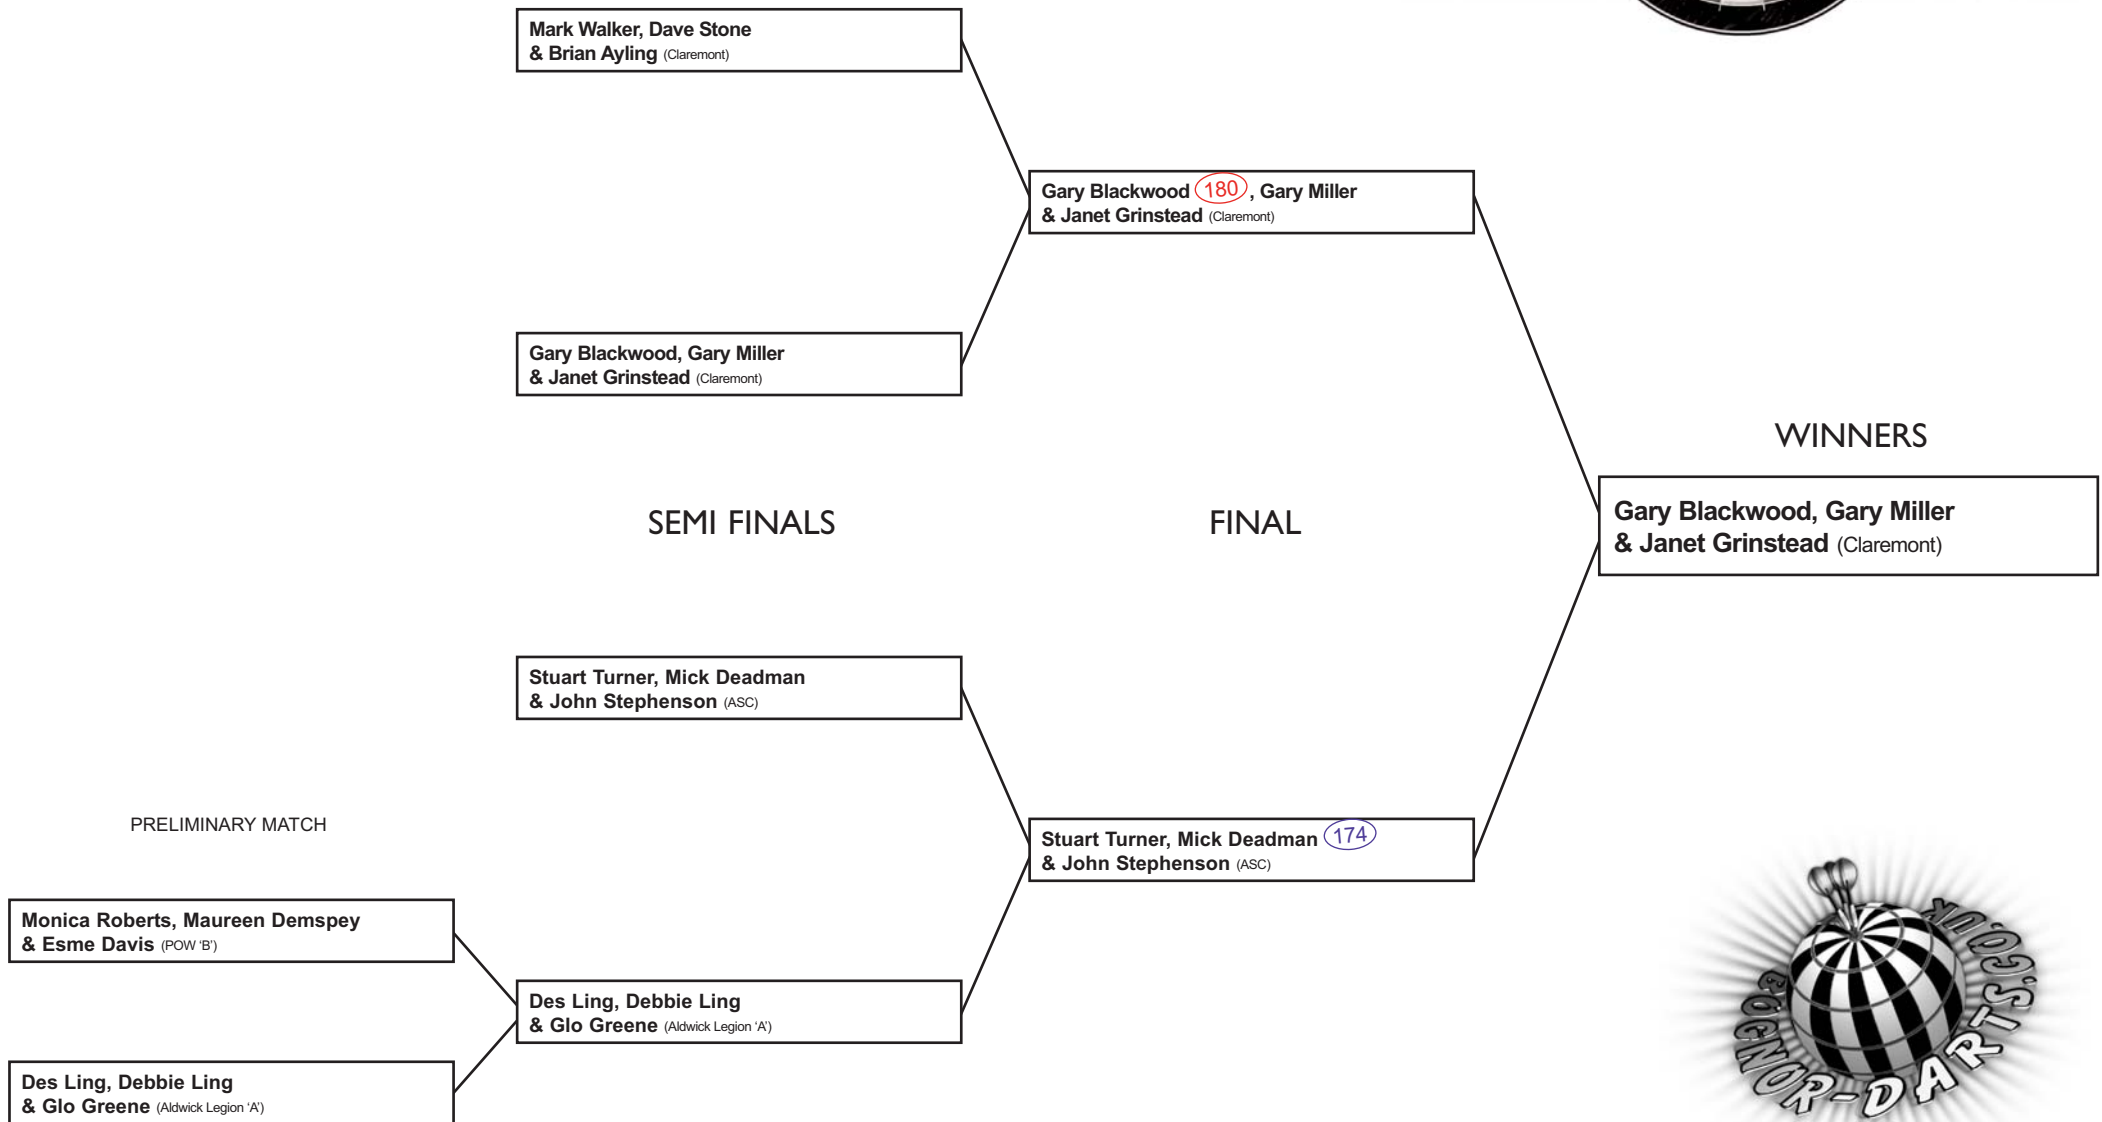 Mark Walker, Dave Stone
& Brian Ayling (Claremont)
Gary Blackwood 180 , Gary Miller
& Janet Grinstead (Claremont)
Gary Blackwood, Gary Miller
& Janet Grinstead (Claremont)
WINNERS
Gary Blackwood, Gary Miller
& Janet Grinstead (Claremont)
SEMI FINALS
FINAL
Stuart Turner, Mick Deadman
& John Stephenson (ASC)
PRELIMINARY MATCH
Stuart Turner, Mick Deadman 174
& John Stephenson (ASC)
Monica Roberts, Maureen Demspey
& Esme Davis (POW ‘B’)
Des Ling, Debbie Ling
& Glo Greene (Aldwick Legion ‘A’)
Des Ling, Debbie Ling
& Glo Greene (Aldwick Legion ‘A’)
BOGNOR-DARTS.CO.UK